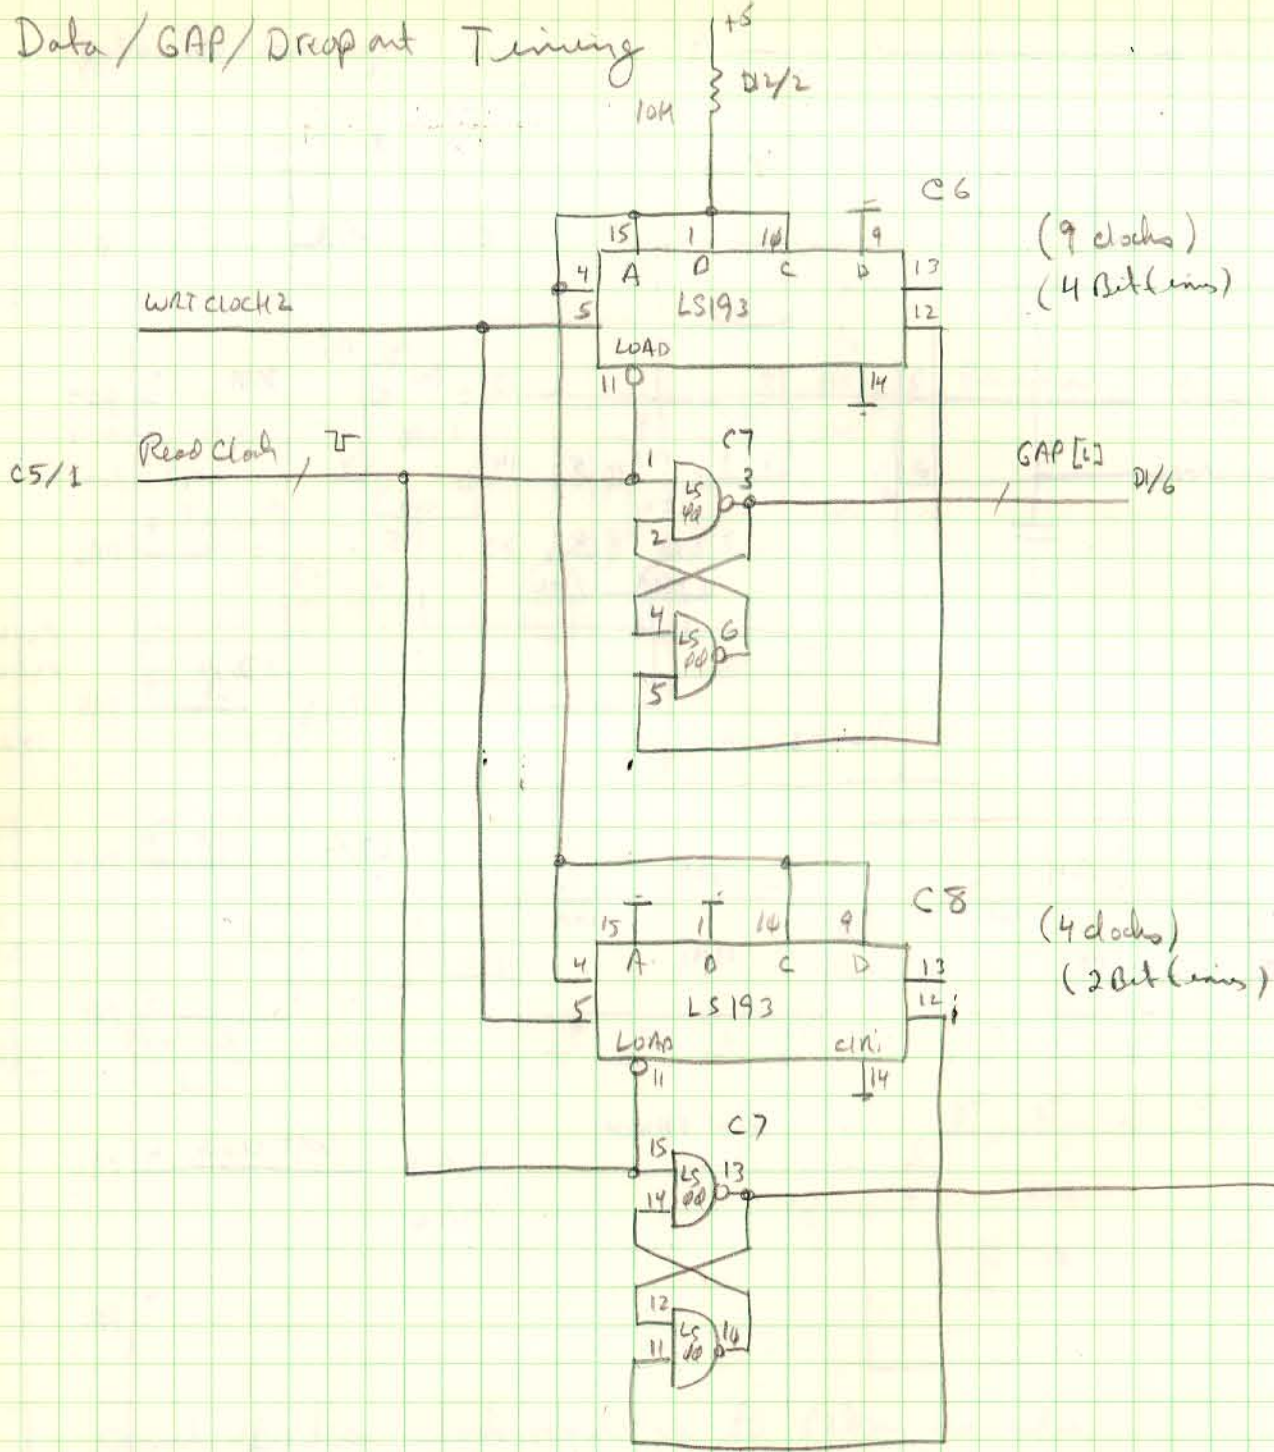 Data/GAP/Dropout Timing
+5
10M
D12/2
C6
15 1 10 9
A B C D
4
5
LS193
LOAD
11
13
12
14
(9 clocks)
(4 Bit times)
WRT CLOCK 2
C5/1
Read Clock
C7
1
2
LS 00
3
GAP [L]
D1/6
4
5
LS 00
6
C8
15 1 10 9
A B C D
4
5
LS193
LOAD
CLR
11
13
12
14
(4 clocks)
(2 Bit times)
C7
15
14
LS 00
13
12
11
LS 00
10